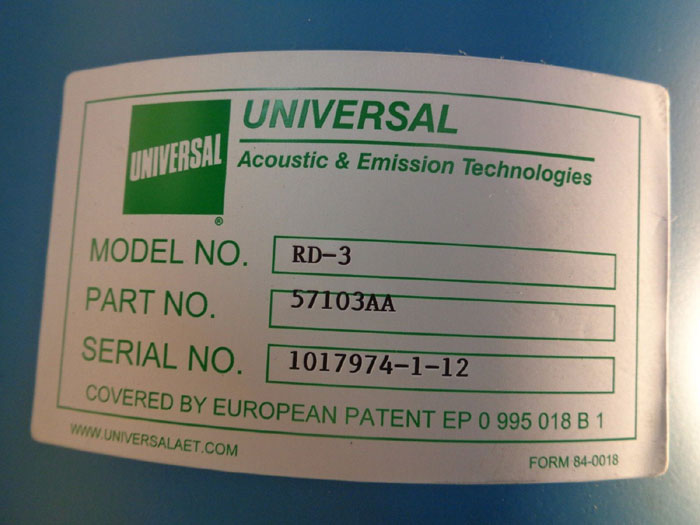 UNIVERSAL
UNIVERSAL
®
Acoustic & Emission Technologies
MODEL NO. RD-3
PART NO. 57103AA
SERIAL NO. 1017974-1-12
COVERED BY EUROPEAN PATENT EP 0 995 018 B 1
WWW.UNIVERSALAET.COM
FORM 84-0018